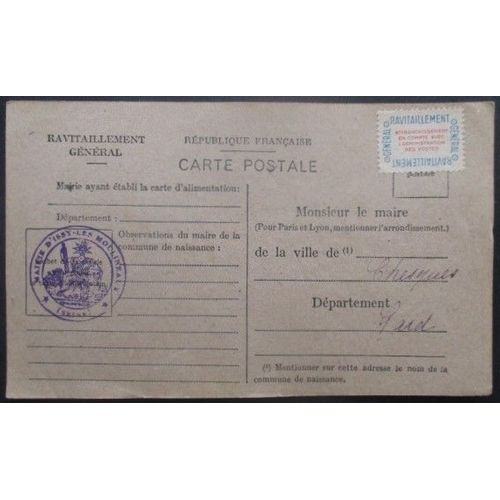 RAVITAILLEMENT
GÉNÉRAL
Mairie ayant établi la carte d'alimentation:
Département :
Observations du maire de la
commune de naissance :
MAIRIE D'ISSY-LES MOULINEAUX
(SEINE)
RÉPUBLIQUE FRANÇAISE
CARTE POSTALE
RAVITAILLEMENT
GÉNÉRAL
AFFRANCHISSEMENT
EN COMPTE AVEC
L'ADMINISTRATION
DES POSTES
GÉNÉRAL
RAVITAILLEMENT
Monsieur le maire
(Pour Paris et Lyon, mentionner l'arrondissement.)
de la ville de (1)
Département
(¹) Mentionner sur cette adresse le nom de la
commune de naissance.